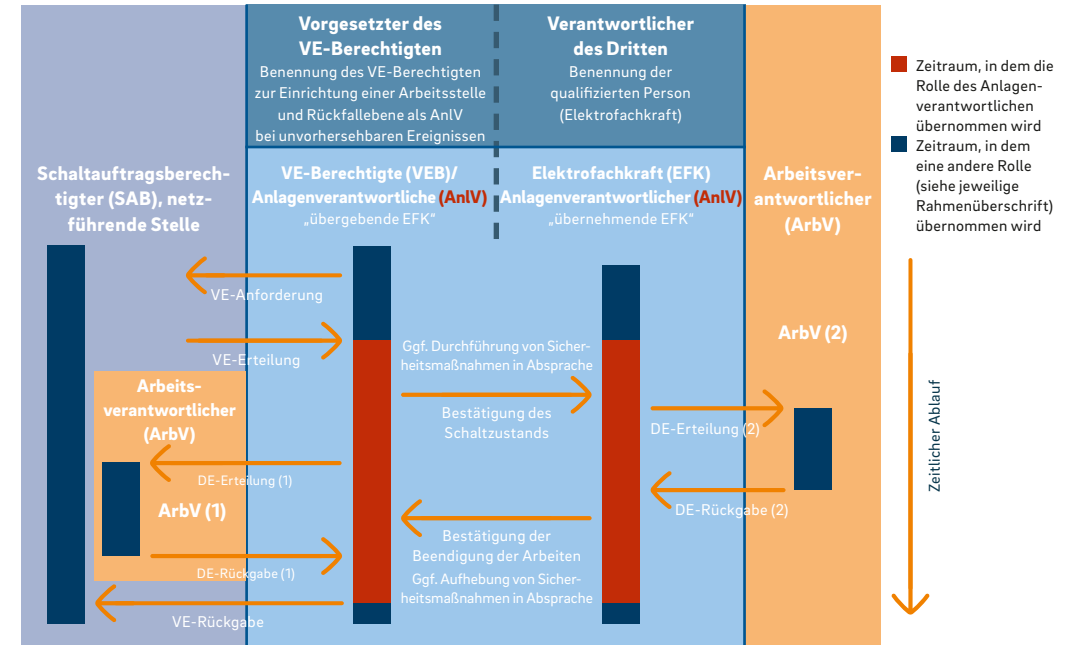 Vorgesetzter des
VE-Berechtigten
Benennung des VE-Berechtigten
zur Einrichtung einer Arbeitsstelle
und Rückfallebene als AnlV
bei unvorhersehbaren Ereignissen
Verantwortlicher
des Dritten
Benennung der
qualifizierten Person
(Elektrofachkraft)
Zeitraum, in dem die
Rolle des Anlagen-
verantwortlichen
übernommen wird
Zeitraum, in dem
eine andere Rolle
(siehe jeweilige
Rahmenüberschrift)
übernommen wird
Schaltauftragsberech-
tigter (SAB), netz-
führende Stelle
VE-Berechtigte (VEB)/
Anlagenverantwortliche (AnlV)
„übergebende EFK“
Elektrofachkraft (EFK)
Anlagenverantwortlicher (AnlV)
„übernehmende EFK“
Arbeitsver-
antwortlicher
(ArbV)
VE-Anforderung
VE-Erteilung
Ggf. Durchführung von Sicher-
heitsmaßnahmen in Absprache
ArbV (2)
Arbeits-
verantwortlicher
(ArbV)
Bestätigung des
Schaltzustands
DE-Erteilung (2)
Zeitlicher Ablauf
DE-Erteilung (1)
ArbV (1)
DE-Rückgabe (2)
Bestätigung der
Beendigung der Arbeiten
DE-Rückgabe (1)
Ggf. Aufhebung von Sicher-
heitsmaßnahmen in Absprache
VE-Rückgabe